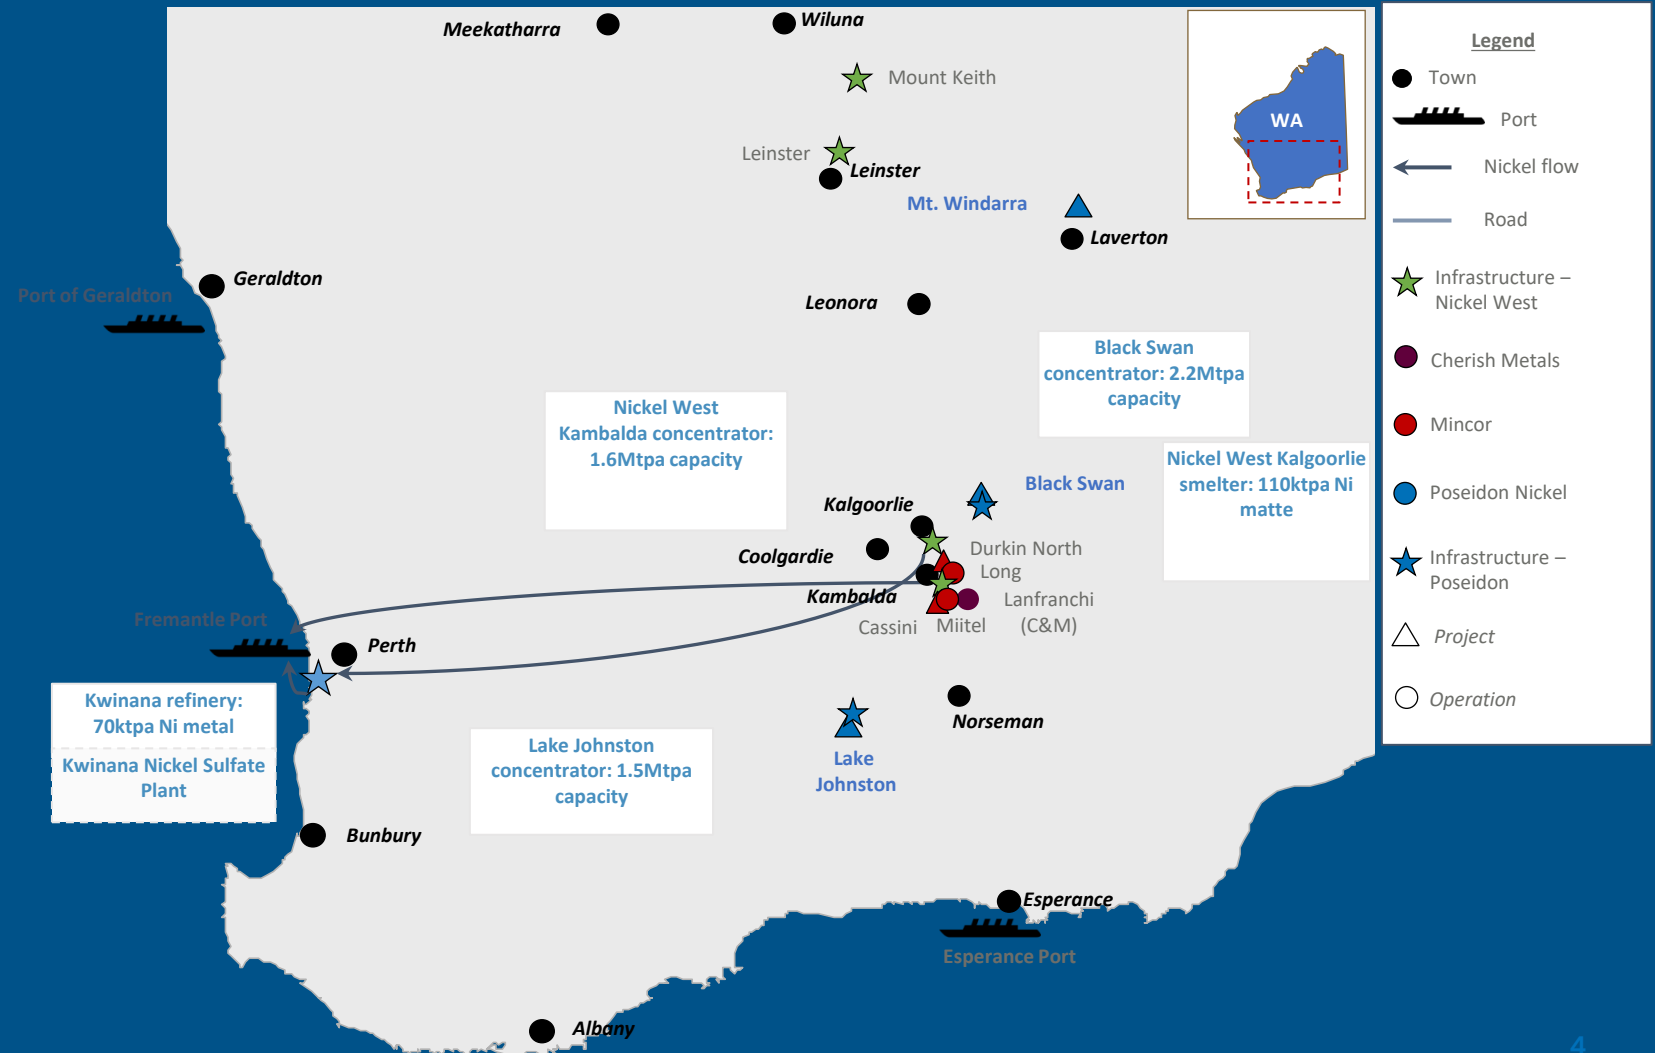 Meekatharra
Wiluna
Mount Keith
Leinster
Leinster
Mt. Windarra
Laverton
WA
Geraldton
Port of Geraldton
Leonora
Black Swan
concentrator: 2.2Mtpa
capacity
Nickel West
Kambalda concentrator:
1.6Mtpa capacity
Nickel West Kalgoorlie
smelter: 110ktpa Ni
matte
Black Swan
Kalgoorlie
Coolgardie
Durkin North
Long
Kambalda
Lanfranchi
(C&M)
Cassini
Miitel
Fremantle Port
Perth
Kwinana refinery:
70ktpa Ni metal
Kwinana Nickel Sulfate
Plant
Norseman
Lake Johnston
concentrator: 1.5Mtpa
capacity
Lake
Johnston
Bunbury
Esperance
Esperance Port
Albany
Legend
Town
Port
Nickel flow
Road
Infrastructure –
Nickel West
Cherish Metals
Mincor
Poseidon Nickel
Infrastructure –
Poseidon
Project
Operation
4